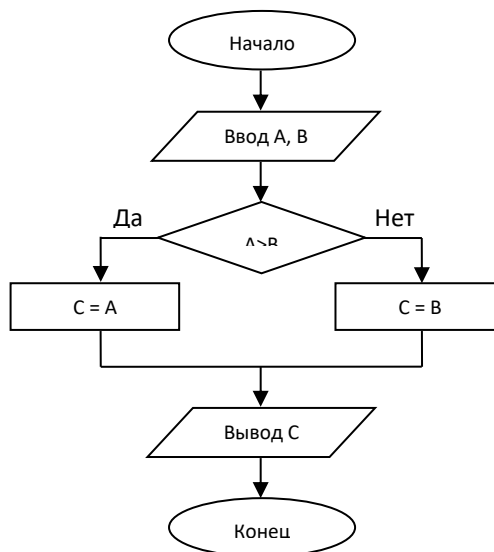 Начало
Ввод A, B
Да
Нет
A>B
C = A
C = B
Вывод C
Конец